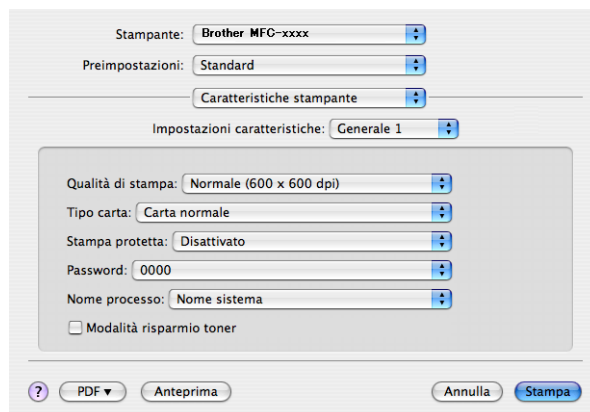 Stampante: Brother MFC-xxxx
Preimpostazioni: Standard
Caratteristiche stampante
Impostazioni caratteristiche: Generale 1
Qualità di stampa: Normale (600 x 600 dpi)
Tipo carta: Carta normale
Stampa protetta: Disattivato
Password: 0000
Nome processo: Nome sistema
Modalità risparmio toner
? PDF ▼ Anteprima Annulla Stampa